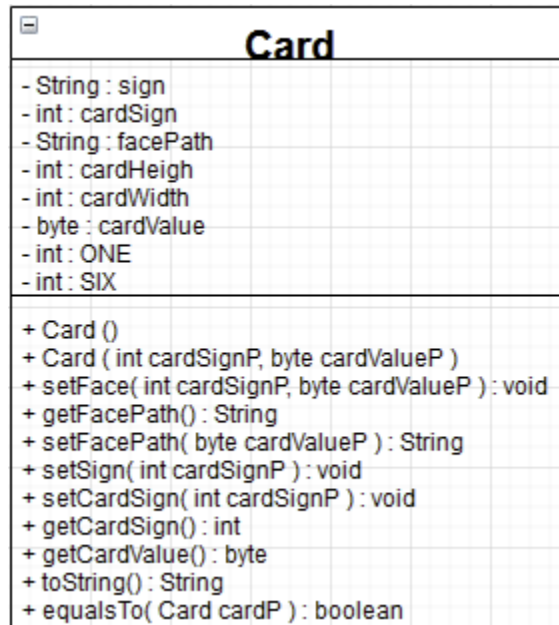 Card
- String : sign
- int : cardSign
- String : facePath
- int : cardHeigh
- int : cardWidth
- byte : cardValue
- int : ONE
- int : SIX
+ Card ()
+ Card ( int cardSignP, byte cardValueP )
+ setFace( int cardSignP, byte cardValueP ) : void
+ getFacePath() : String
+ setFacePath( byte cardValueP ) : String
+ setSign( int cardSignP ) : void
+ setCardSign( int cardSignP ) : void
+ getCardSign() : int
+ getCardValue() : byte
+ toString() : String
+ equalsTo( Card cardP ) : boolean